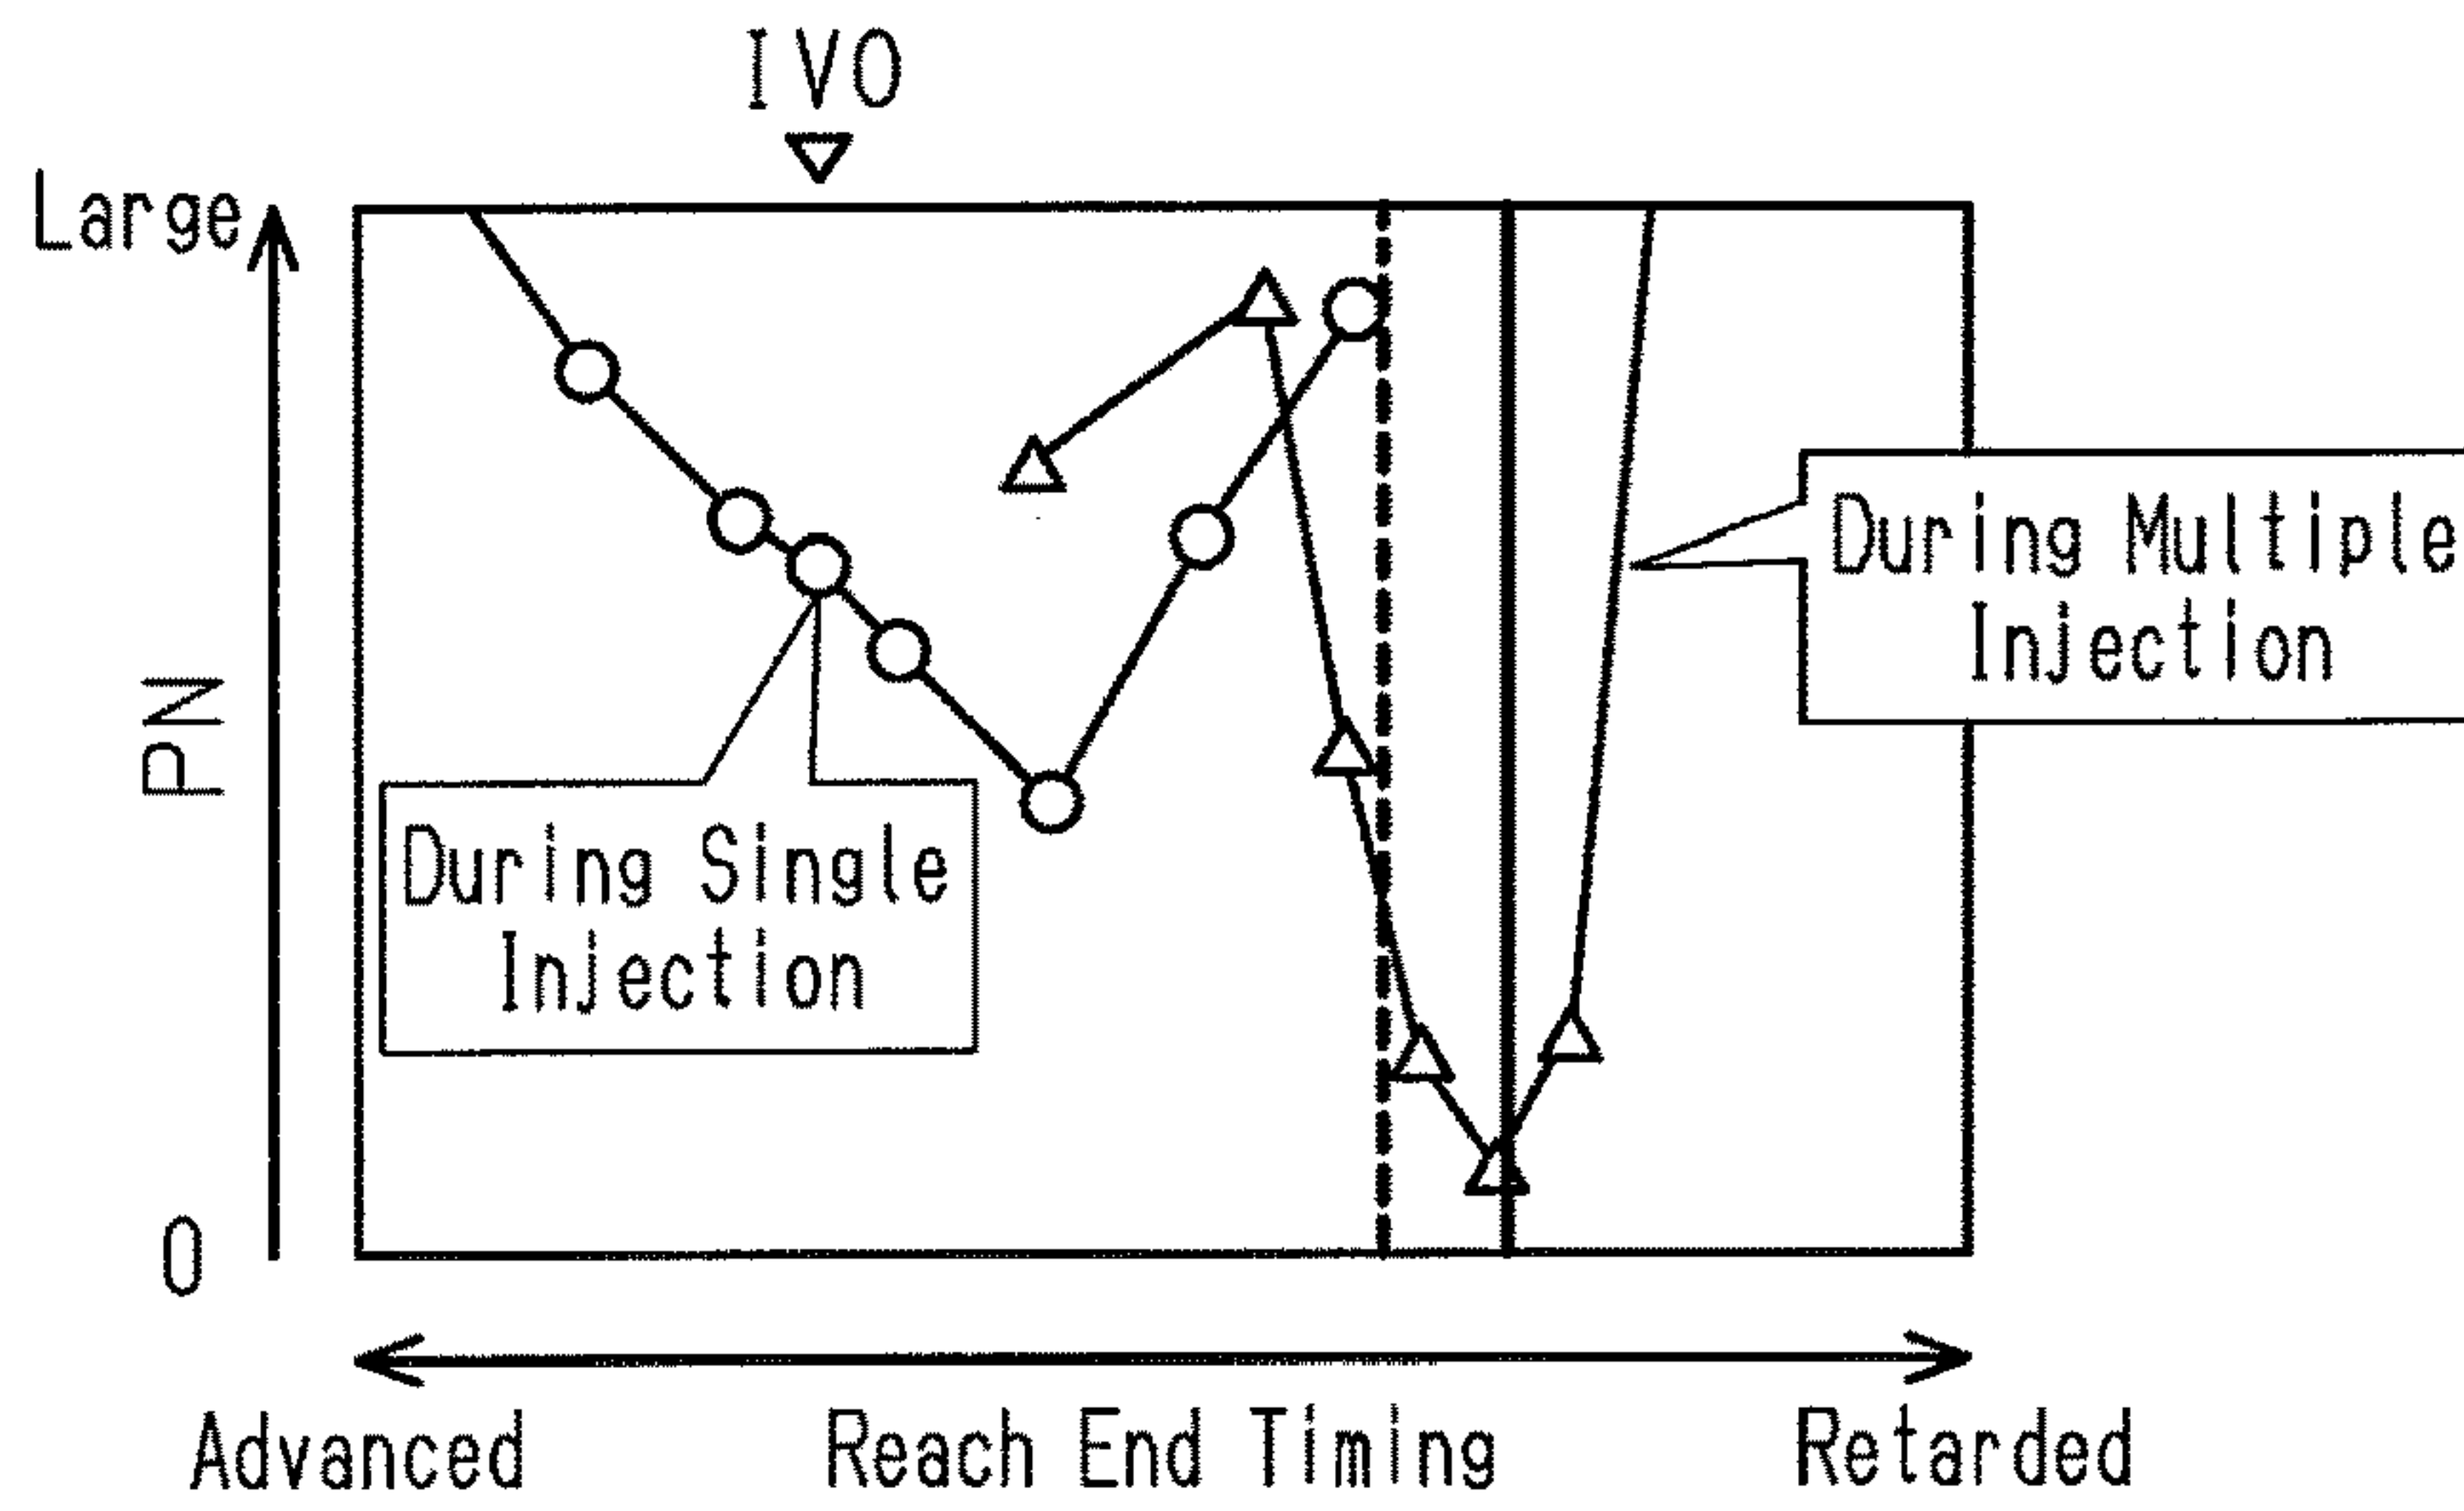 IVO
Large
PN
During Multiple
Injection
During Single
Injection
0
Advanced
Reach End Timing
Retarded